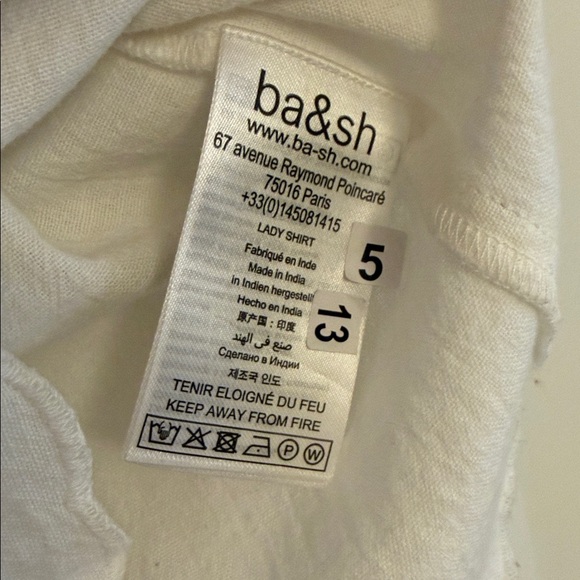 ba&sh
www.ba-sh.com
67 avenue Raymond Poincaré
75016 Paris
+33(0)145081415
LADY SHIRT
Fabriqué en Inde
Made in India
in Indien hergestell
Hecho en India
原产国：印度
صنع في الهند
Сделано в Индии
제조국 인도
TENIR ELOIGNÉ DU FEU
KEEP AWAY FROM FIRE
P W
5
13